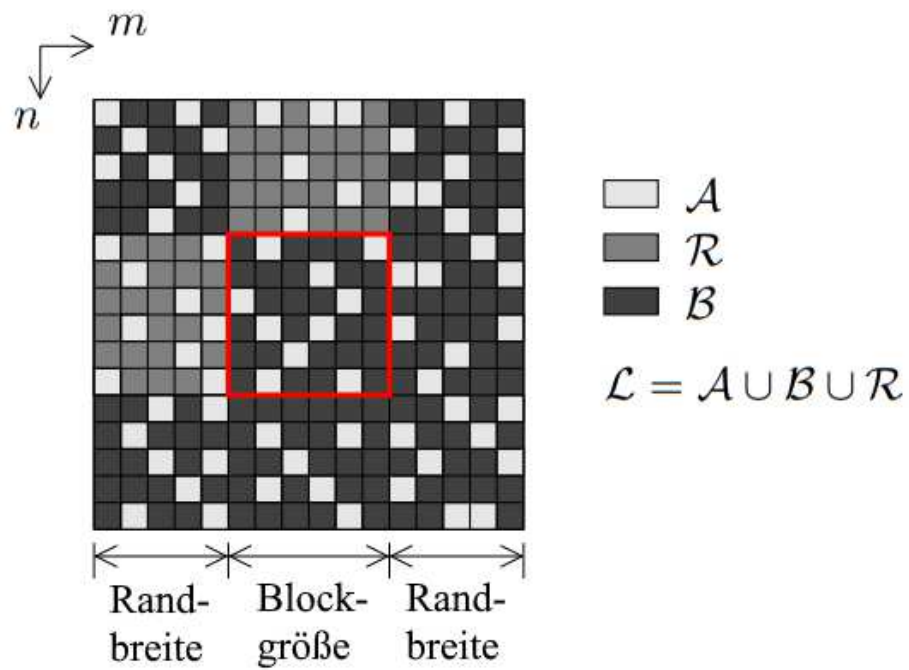 m
n
𝒜
ℛ
ℬ
ℒ = 𝒜 ∪ ℬ ∪ ℛ
Rand-
breite
Block-
größe
Rand-
breite